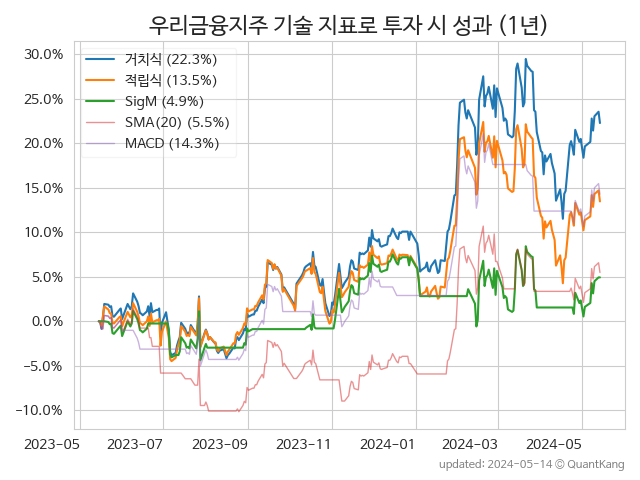 우리금융지주 기술 지표로 투자 시 성과 (1년)
거치식 (22.3%)
적립식 (13.5%)
SigM (4.9%)
SMA(20) (5.5%)
MACD (14.3%)
30.0%
25.0%
20.0%
15.0%
10.0%
5.0%
0.0%
−5.0%
−10.0%
2023-05 2023-07 2023-09 2023-11 2024-01 2024-03 2024-05
updated: 2024-05-14 ⓒ QuantKang